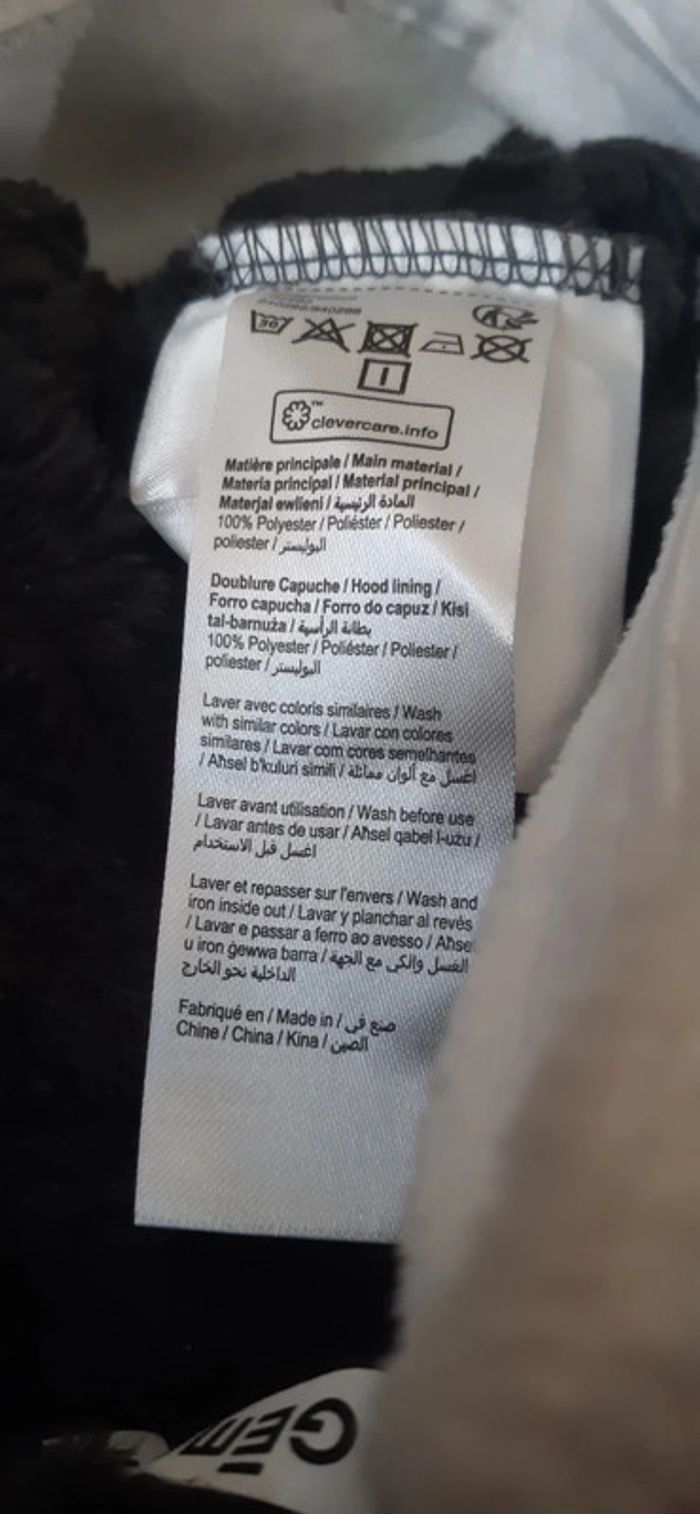 30
clevercare.info
Matière principale / Main material /
Materia principal / Material principal /
Materjal ewlieni / المادة الرئيسية
100% Polyester / Poliéster / Poliester /
poliester / البوليستر
Doublure Capuche / Hood lining /
Forro capucha / Forro do capuz / Kisi
tal-barnuża / بطانة الرأسية
100% Polyester / Poliéster / Poliester /
poliester / البوليستر
Laver avec coloris similaires / Wash
with similar colors / Lavar con colores
similares / Lavar com cores semelhantes
/ Aħsel b'kuluri simili / اغسل مع ألوان مماثلة
Laver avant utilisation / Wash before use
/ Lavar antes de usar / Aħsel qabel l-użu /
اغسل قبل الاستخدام
Laver et repasser sur l'envers / Wash and
iron inside out / Lavar y planchar al revés
/ Lavar e passar a ferro ao avesso / Aħse
u iron ġewwa barra / الغسل والكي مع الجهة
الداخلية نحو الخارج
Fabriqué en / Made in / صنع في
Chine / China / Kina / الصين
GEM